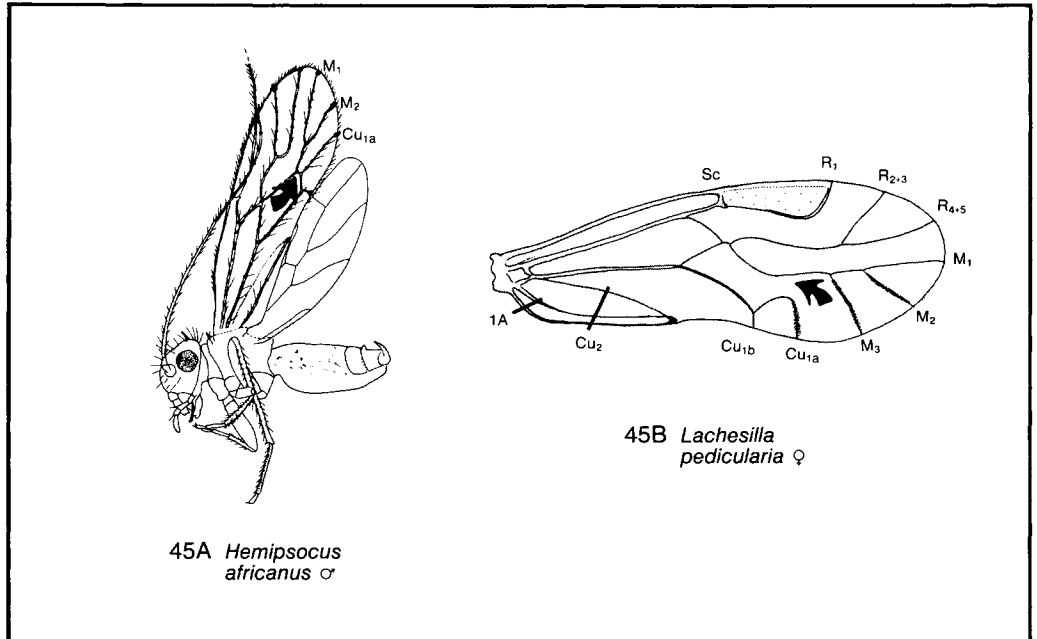 M₁
M₂
Cu₁ₐ
45A Hemipsocus
africanus ♂
Sc
R₁
R₂₊₃
R₄₊₅
M₁
M₂
M₃
Cu₁ₐ
Cu₁b
Cu₂
1A
45B Lachesilla
pedicularia ♀